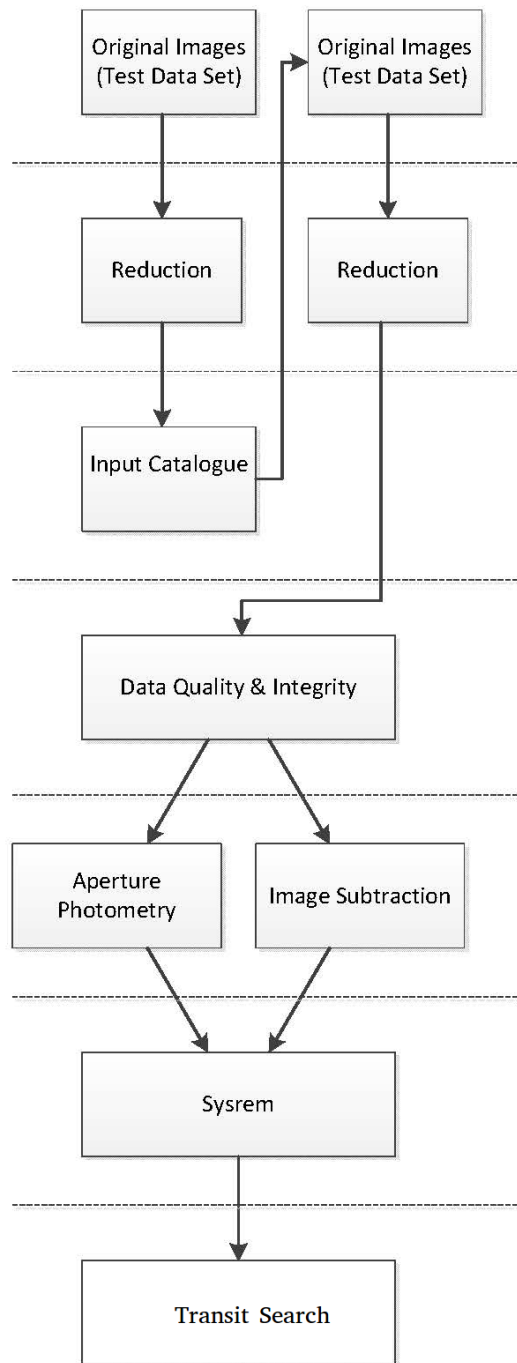 Original Images
(Test Data Set)
Original Images
(Test Data Set)
Reduction
Reduction
Input Catalogue
Data Quality & Integrity
Aperture
Photometry
Image Subtraction
Sysrem
Transit Search